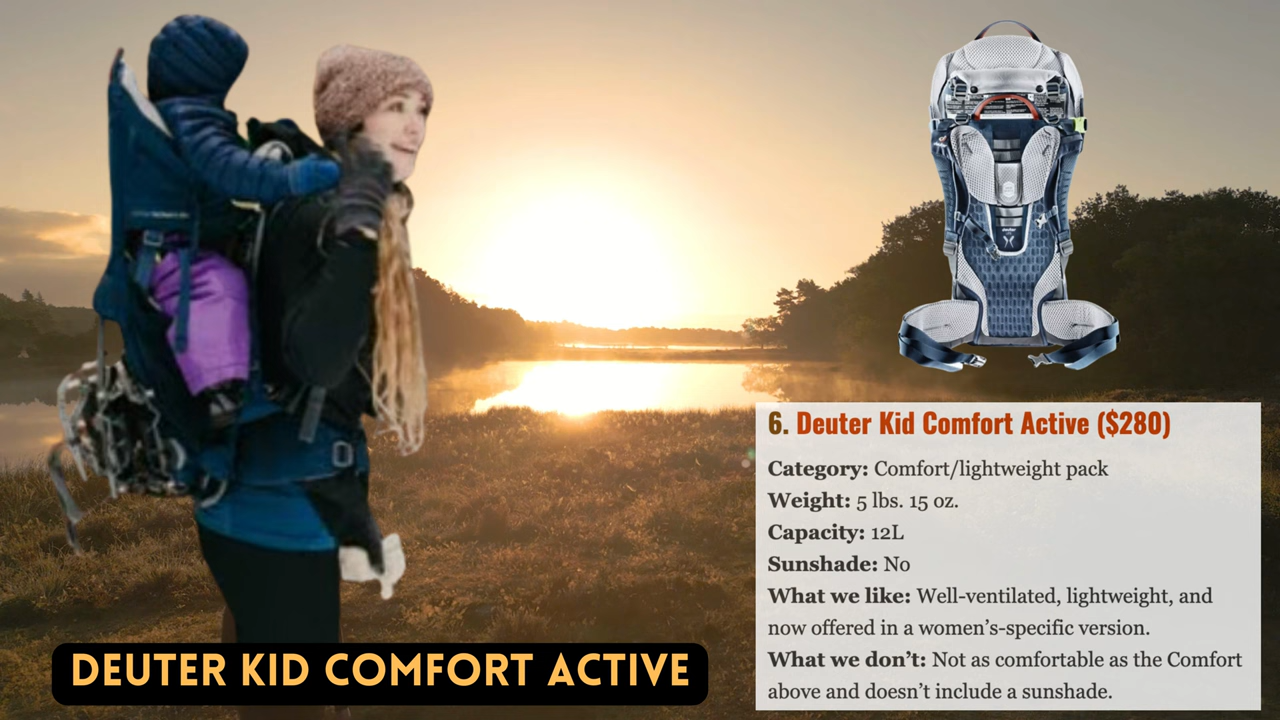 6. Deuter Kid Comfort Active ($280)
Category: Comfort/lightweight pack
Weight: 5 lbs. 15 oz.
Capacity: 12L
Sunshade: No
What we like: Well-ventilated, lightweight, and
now offered in a women’s-specific version.
What we don’t: Not as comfortable as the Comfort
above and doesn’t include a sunshade.
DEUTER KID COMFORT ACTIVE